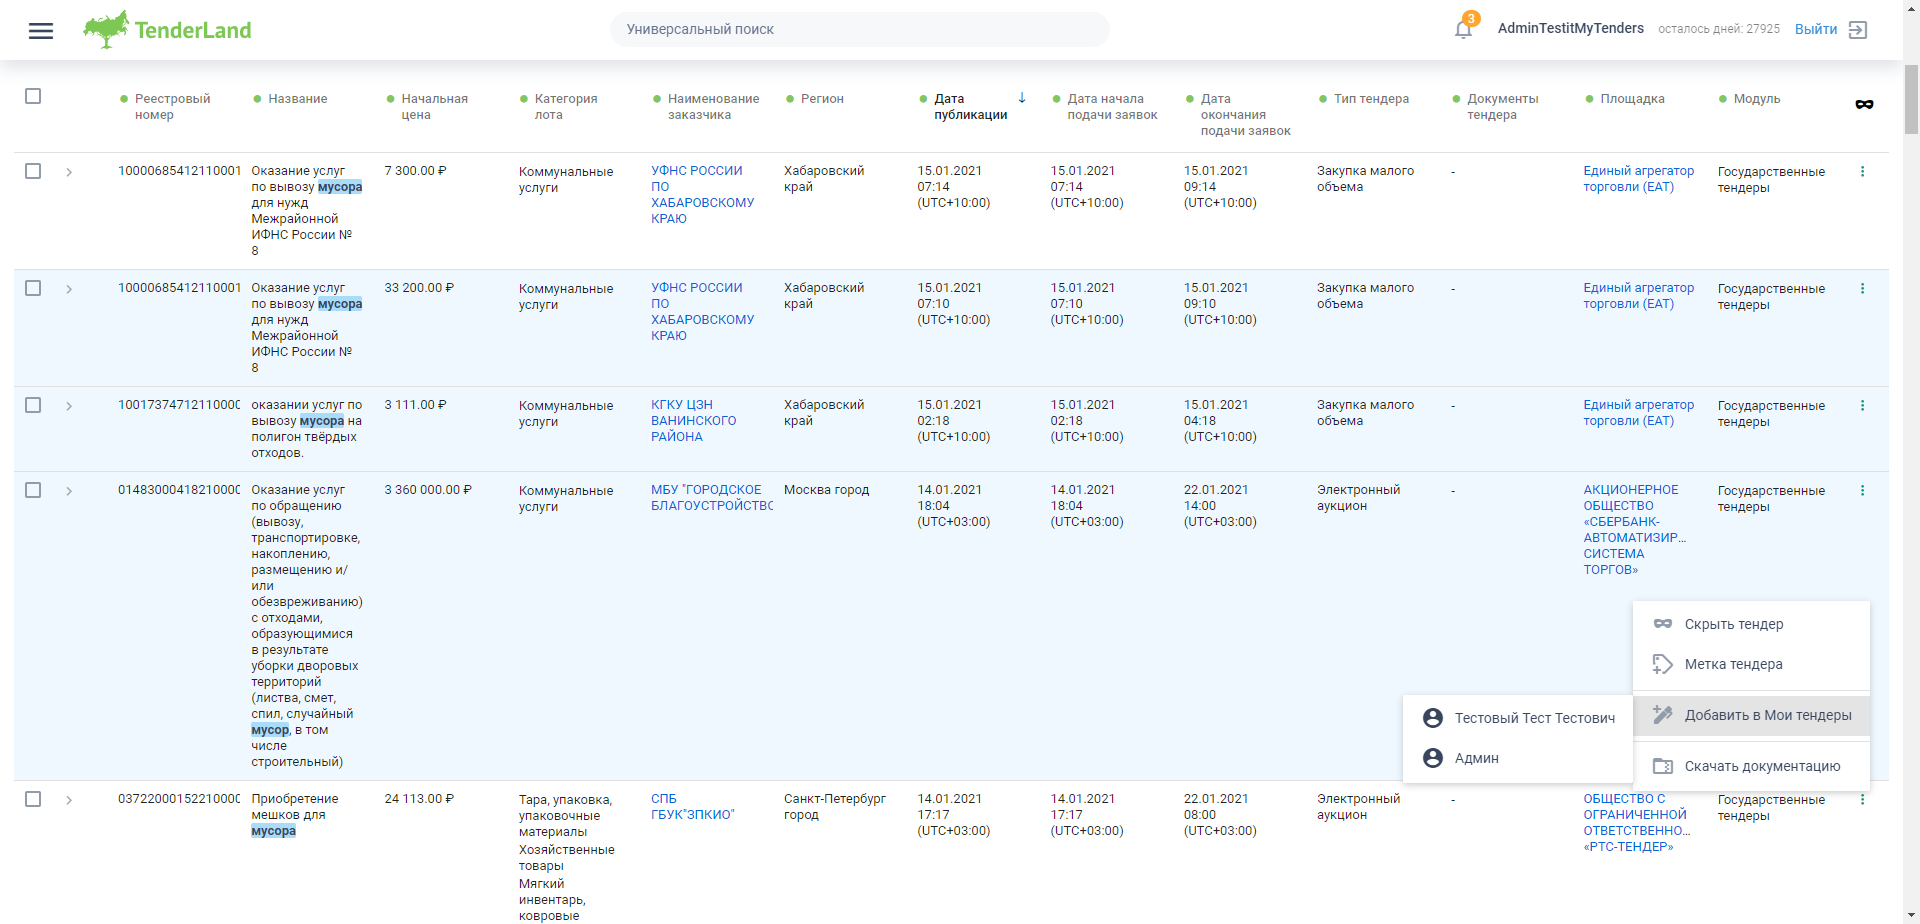 TenderLand
Универсальный поиск
3
AdminTestitMyTenders
осталось дней: 27925
Выйти
Реестровый
номер
Название
Начальная
цена
Категория
лота
Наименование
заказчика
Регион
Дата
публикации
Дата начала
подачи заявок
Дата
окончания
подачи заявок
Тип тендера
Документы
тендера
Площадка
Модуль
10000685412110001
Оказание услуг
по вывозу мусора
для нужд
Межрайонной
ИФНС России №
8
7 300.00 ₽
Коммунальные
услуги
УФНС РОССИИ
ПО
ХАБАРОВСКОМУ
КРАЮ
Хабаровский
край
15.01.2021
07:14
(UTC+10:00)
15.01.2021
07:14
(UTC+10:00)
15.01.2021
09:14
(UTC+10:00)
Закупка малого
объема
-
Единый агрегатор
торговли (ЕАТ)
Государственные
тендеры
10000685412110001
Оказание услуг
по вывозу мусора
для нужд
Межрайонной
ИФНС России №
8
33 200.00 ₽
Коммунальные
услуги
УФНС РОССИИ
ПО
ХАБАРОВСКОМУ
КРАЮ
Хабаровский
край
15.01.2021
07:10
(UTC+10:00)
15.01.2021
07:10
(UTC+10:00)
15.01.2021
09:10
(UTC+10:00)
Закупка малого
объема
-
Единый агрегатор
торговли (ЕАТ)
Государственные
тендеры
10017374712110000
оказании услуг по
вывозу мусора на
полигон твёрдых
отходов.
3 111.00 ₽
Коммунальные
услуги
КГКУ ЦЗН
ВАНИНСКОГО
РАЙОНА
Хабаровский
край
15.01.2021
02:18
(UTC+10:00)
15.01.2021
02:18
(UTC+10:00)
15.01.2021
04:18
(UTC+10:00)
Закупка малого
объема
-
Единый агрегатор
торговли (ЕАТ)
Государственные
тендеры
01483000418210000
Оказание услуг
по обращению
(вывозу,
транспортировке,
накоплению,
размещению и/
или
обезвреживанию)
с отходами,
образующимися
в результате
уборки дворовых
территорий
(листва, смет,
спил, случайный
мусор, в том
числе
строительный)
3 360 000.00 ₽
Коммунальные
услуги
МБУ "ГОРОДСКОЕ
БЛАГОУСТРОЙСТВО
Москва город
14.01.2021
18:04
(UTC+03:00)
14.01.2021
18:04
(UTC+03:00)
22.01.2021
14:00
(UTC+03:00)
Электронный
аукцион
-
АКЦИОНЕРНОЕ
ОБЩЕСТВО
«СБЕРБАНК-
АВТОМАТИЗИР...
СИСТЕМА
ТОРГОВ»
Государственные
тендеры
Скрыть тендер
Метка тендера
Добавить в Мои тендеры
Скачать документацию
Тестовый Тест Тестович
Админ
03722000152210000
Приобретение
мешков для
мусора
24 113.00 ₽
Тара, упаковка,
упаковочные
материалы
Хозяйственные
товары
Мягкий
инвентарь,
ковровые
СПБ
ГБУК"ЗПКИО"
Санкт-Петербург
город
14.01.2021
17:17
(UTC+03:00)
14.01.2021
17:17
(UTC+03:00)
22.01.2021
08:00
(UTC+03:00)
Электронный
аукцион
-
ОБЩЕСТВО С
ОГРАНИЧЕННОЙ
ОТВЕТСТВЕННО...
«РТС-ТЕНДЕР»
Государственные
тендеры